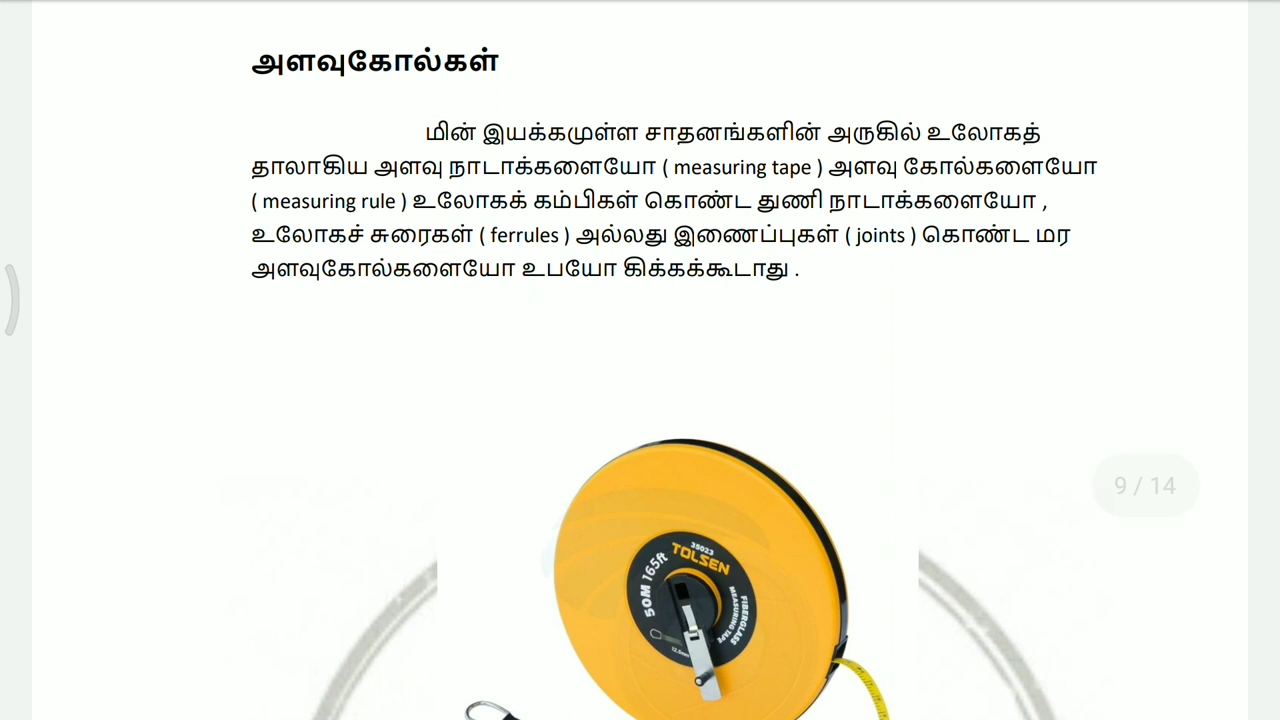 அளவுகோல்கள்
மின் இயக்கமுள்ள சாதனங்களின் அருகில் உலோகத்
தாலாகிய அளவு நாடாக்களையோ ( measuring tape ) அளவு கோல்களையோ
( measuring rule ) உலோகக் கம்பிகள் கொண்ட துணி நாடாக்களையோ ,
உலோகச் சுரைகள் ( ferrules ) அல்லது இணைப்புகள் ( joints ) கொண்ட மர
அளவுகோல்களையோ உபயோ கிக்கக்கூடாது .
9 / 14
35023
TOLSEN
50M 165ft
FIBERGLASS
MEASURING TAPE
12.5mm